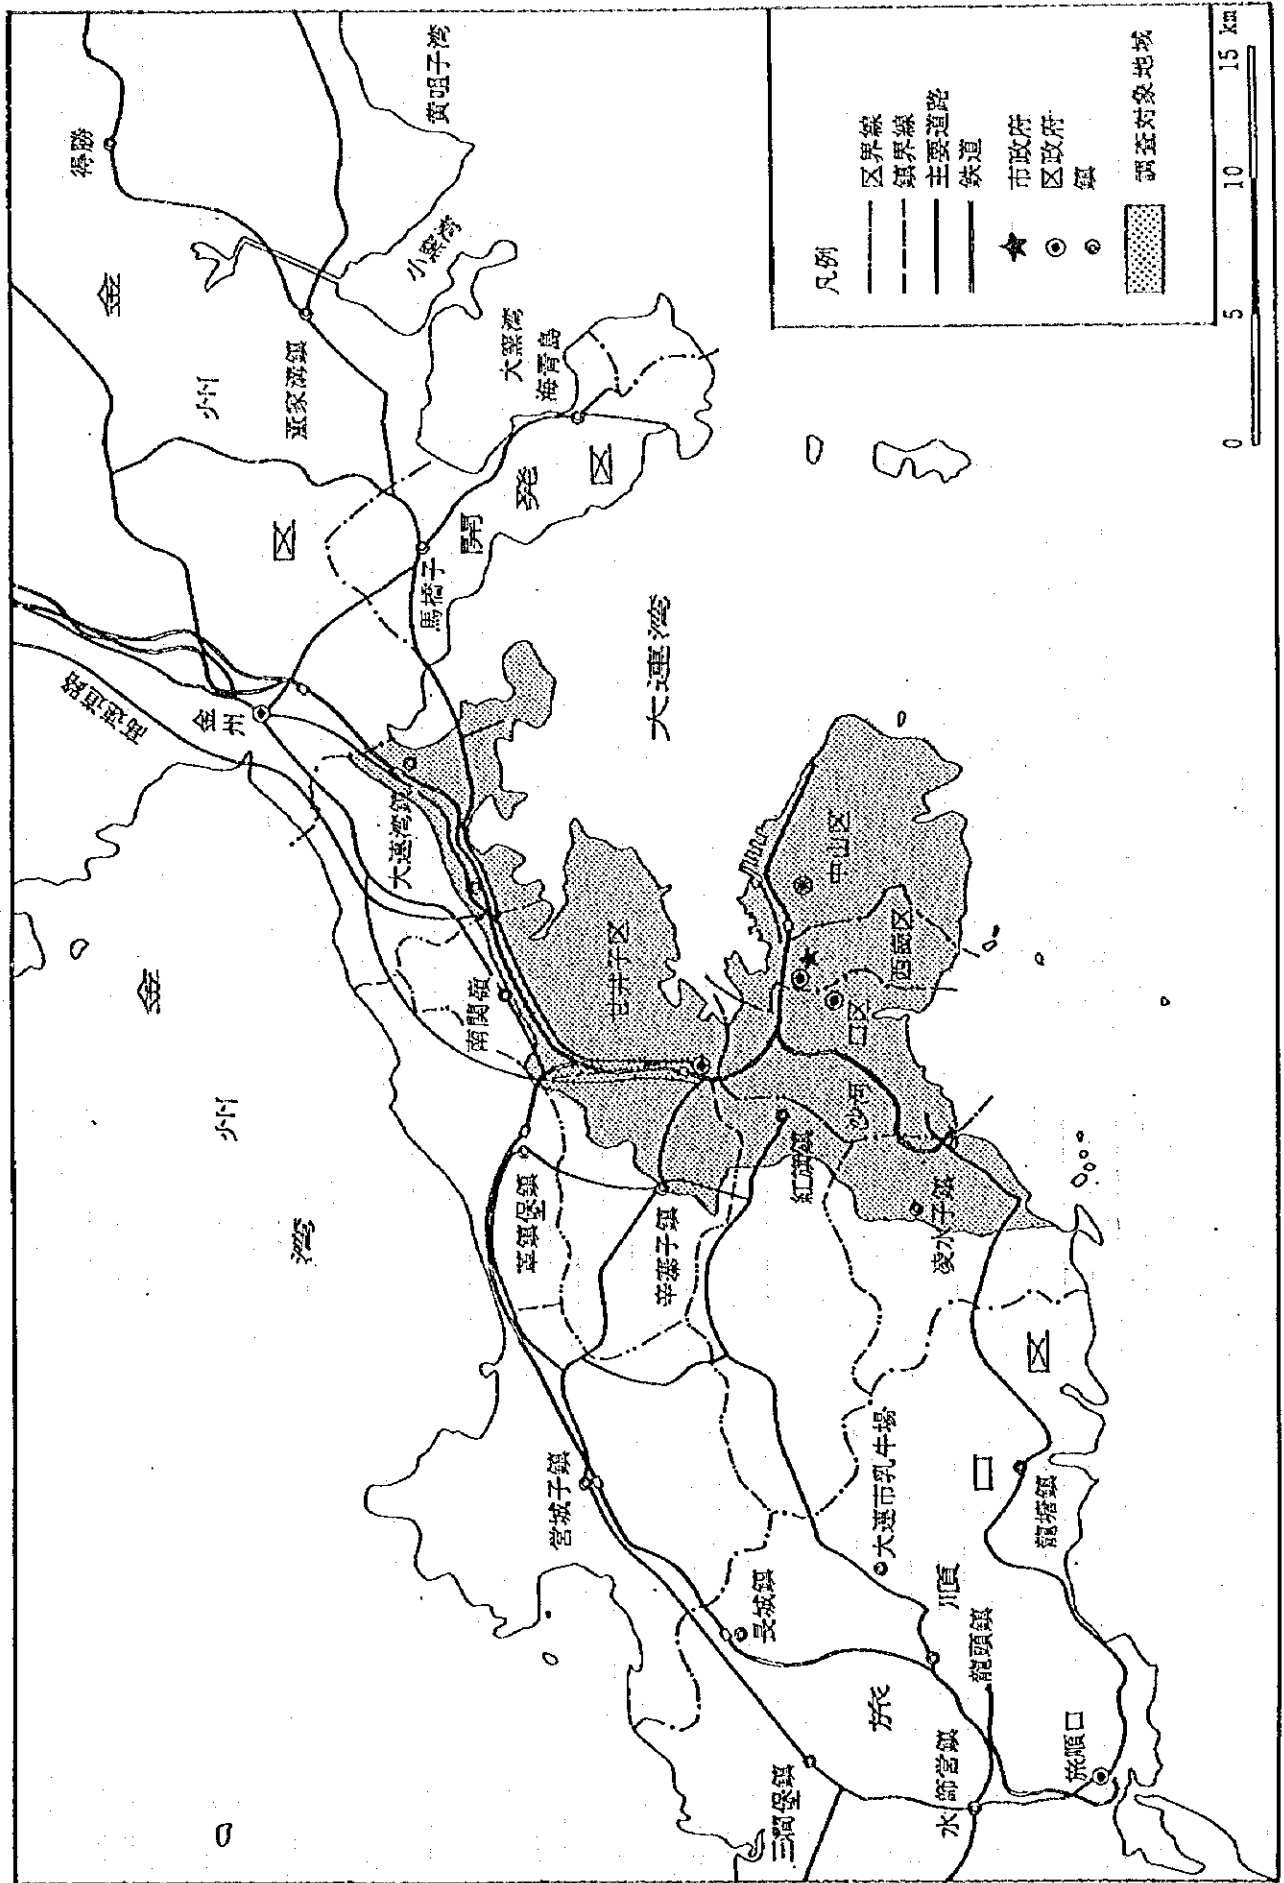 得勝
黄咀子湾
金
小窯湾
州
董家溝鎮
大窯湾
海青島
区
開
発
区
馬橋子
高速道路
金州
大連湾
大連湾鎮
金
州
湾
南関嶺
甘井子区
中山区
西崗区
沙河
口区
革鎮堡鎮
辛寨子鎮
紅旗鎮
凌水子鎮
営城子鎮
大連市乳牛場
長城鎮
旅
順
口
区
龍頭鎮
龍塘鎮
三澗堡鎮
水師営鎮
旅順口
凡例
区界線
鎮界線
主要道路
鉄道
市政府
区政府
鎮
調査対象地域
0 5 10 15 km